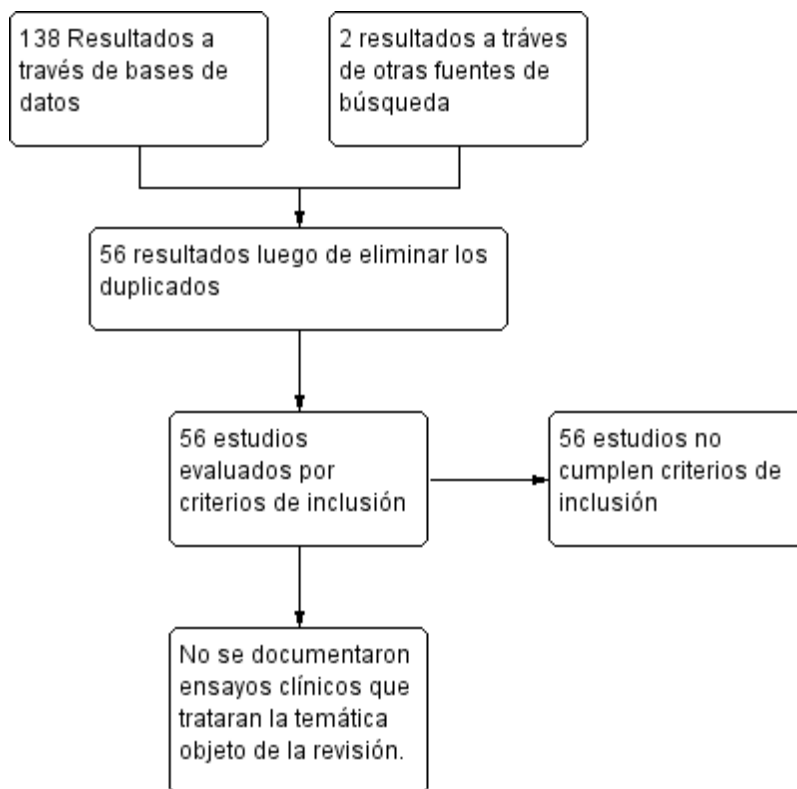 138 Resultados a
través de bases de
datos
2 resultados a tráves
de otras fuentes de
búsqueda
56 resultados luego de eliminar los
duplicados
56 estudios
evaluados por
criterios de inclusión
56 estudios no
cumplen criterios de
inclusión
No se documentaron
ensayos clínicos que
trataran la temática
objeto de la revisión.